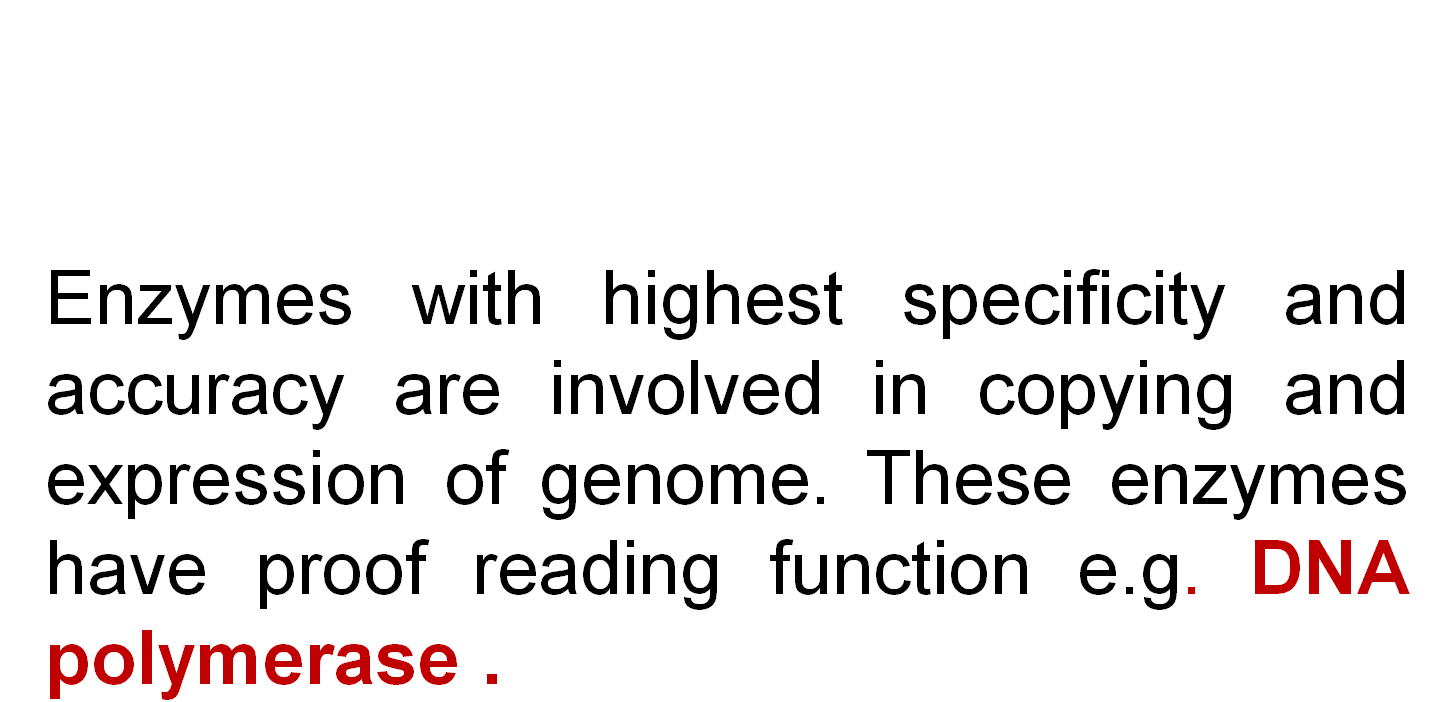 Enzymes with highest specificity and
accuracy are involved in copying and
expression of genome. These enzymes
have proof reading function e.g. DNA
polymerase .